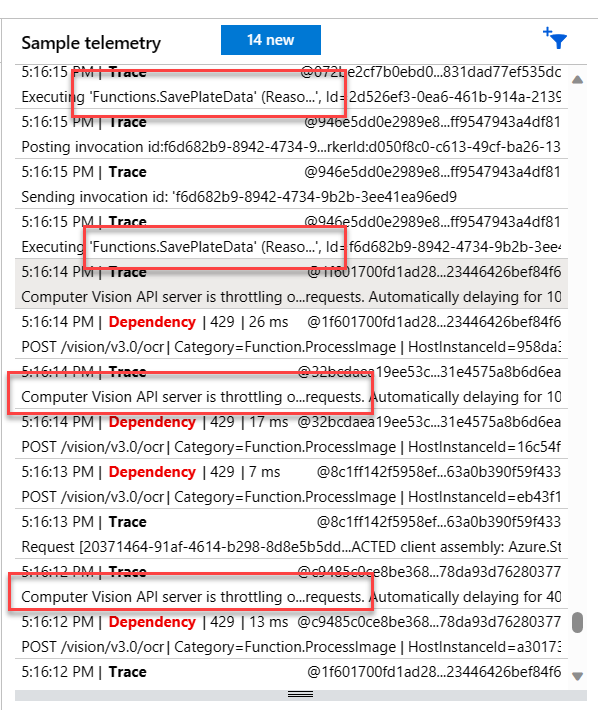 Sample telemetry
14 new
5:16:15 PM | Trace @072be2cf7b0ebd0...831dad77ef535dc
Executing 'Functions.SavePlateData' (Reaso...', Id= 2d526ef3-0ea6-461b-914a-2139
5:16:15 PM | Trace @946e5dd0e2989e8...ff9547943a4df81
Posting invocation id:f6d682b9-8942-4734-9...rkerId:d050f8c0-c613-49cf-ba26-13
5:16:15 PM | Trace @946e5dd0e2989e8...ff9547943a4df81
Sending invocation id: 'f6d682b9-8942-4734-9b2b-3ee41ea96ed9
5:16:15 PM | Trace @946e5dd0e2989e8...ff9547943a4df81
Executing 'Functions.SavePlateData' (Reaso...', Id= f6d682b9-8942-4734-9b2b-3ee4
5:16:14 PM | Trace @1f601700fd1ad28...23446426bef84f6
Computer Vision API server is throttling o...requests. Automatically delaying for 10
5:16:14 PM | Dependency | 429 | 26 ms @1f601700fd1ad28...23446426bef84f6
POST /vision/v3.0/ocr | Category=Function.ProcessImage | HostInstanceId=958da3
5:16:14 PM | Trace @32bcdaea19ee53c...31e4575a8b6d6ea
Computer Vision API server is throttling o...requests. Automatically delaying for 10
5:16:14 PM | Dependency | 429 | 17 ms @32bcdaea19ee53c...31e4575a8b6d6ea
POST /vision/v3.0/ocr | Category=Function.ProcessImage | HostInstanceId=16c54f
5:16:13 PM | Dependency | 429 | 7 ms @8c1ff142f5958ef...63a0b390f59f433
POST /vision/v3.0/ocr | Category=Function.ProcessImage | HostInstanceId=eb43f1
5:16:13 PM | Trace @8c1ff142f5958ef...63a0b390f59f433
Request [20371464-91af-4614-b298-8d8e5b5dd...ACTED client assembly: Azure.St
5:16:12 PM | Trace @c9485c0ce8be368...78da93d76280377
Computer Vision API server is throttling o...requests. Automatically delaying for 40
5:16:12 PM | Dependency | 429 | 13 ms @c9485c0ce8be368...78da93d76280377
POST /vision/v3.0/ocr | Category=Function.ProcessImage | HostInstanceId=a30173
5:16:12 PM | Trace @1f601700fd1ad28...23446426bef84f6